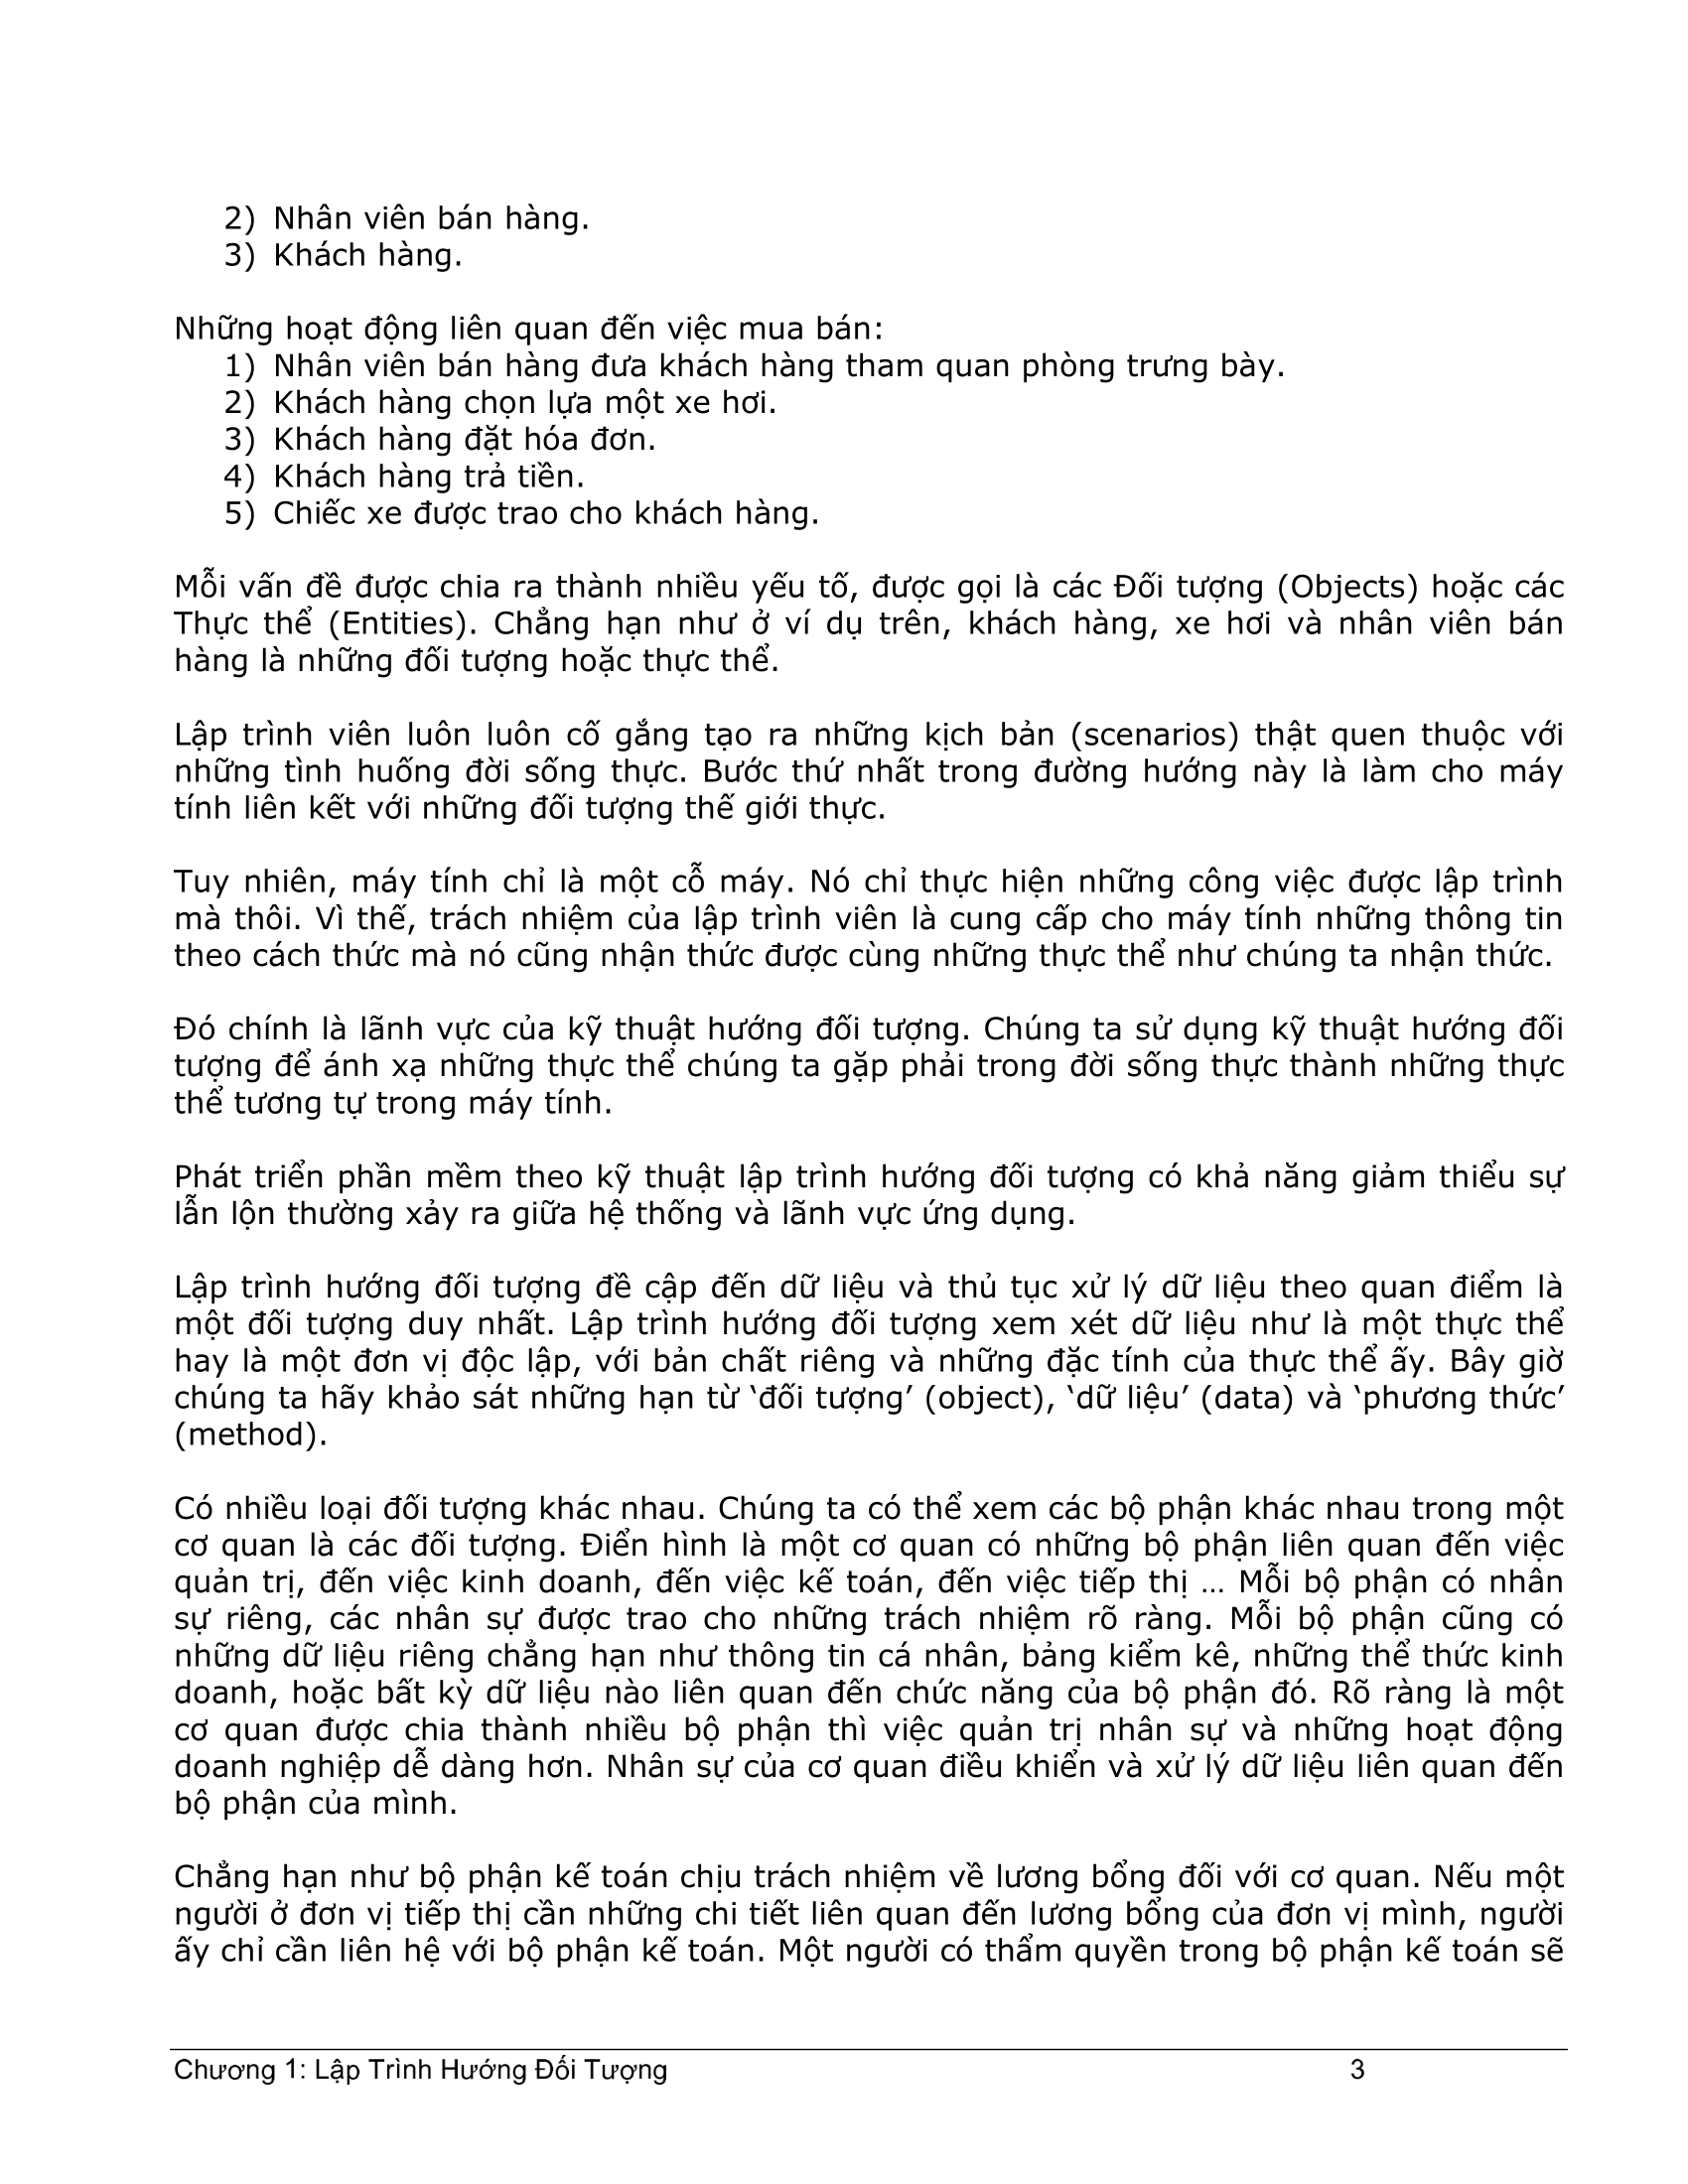 2) Nhân viên bán hàng.
3) Khách hàng.
Những hoạt động liên quan đến việc mua bán:
1) Nhân viên bán hàng đưa khách hàng tham quan phòng trưng bày.
2) Khách hàng chọn lựa một xe hơi.
3) Khách hàng đặt hóa đơn.
4) Khách hàng trả tiền.
5) Chiếc xe được trao cho khách hàng.
Mỗi vấn đề được chia ra thành nhiều yếu tố, được gọi là các Đối tượng (Objects) hoặc các
Thực thể (Entities). Chẳng hạn như ở ví dụ trên, khách hàng, xe hơi và nhân viên bán
hàng là những đối tượng hoặc thực thể.
Lập trình viên luôn luôn cố gắng tạo ra những kịch bản (scenarios) thật quen thuộc với
những tình huống đời sống thực. Bước thứ nhất trong đường hướng này là làm cho máy
tính liên kết với những đối tượng thế giới thực.
Tuy nhiên, máy tính chỉ là một cỗ máy. Nó chỉ thực hiện những công việc được lập trình
mà thôi. Vì thế, trách nhiệm của lập trình viên là cung cấp cho máy tính những thông tin
theo cách thức mà nó cũng nhận thức được cùng những thực thể như chúng ta nhận thức.
Đó chính là lãnh vực của kỹ thuật hướng đối tượng. Chúng ta sử dụng kỹ thuật hướng đối
tượng để ánh xạ những thực thể chúng ta gặp phải trong đời sống thực thành những thực
thể tương tự trong máy tính.
Phát triển phần mềm theo kỹ thuật lập trình hướng đối tượng có khả năng giảm thiểu sự
lẫn lộn thường xảy ra giữa hệ thống và lãnh vực ứng dụng.
Lập trình hướng đối tượng đề cập đến dữ liệu và thủ tục xử lý dữ liệu theo quan điểm là
một đối tượng duy nhất. Lập trình hướng đối tượng xem xét dữ liệu như là một thực thể
hay là một đơn vị độc lập, với bản chất riêng và những đặc tính của thực thể ấy. Bây giờ
chúng ta hãy khảo sát những hạn từ ‘đối tượng’ (object), ‘dữ liệu’ (data) và ‘phương thức’
(method).
Có nhiều loại đối tượng khác nhau. Chúng ta có thể xem các bộ phận khác nhau trong một
cơ quan là các đối tượng. Điển hình là một cơ quan có những bộ phận liên quan đến việc
quản trị, đến việc kinh doanh, đến việc kế toán, đến việc tiếp thị … Mỗi bộ phận có nhân
sự riêng, các nhân sự được trao cho những trách nhiệm rõ ràng. Mỗi bộ phận cũng có
những dữ liệu riêng chẳng hạn như thông tin cá nhân, bảng kiểm kê, những thể thức kinh
doanh, hoặc bất kỳ dữ liệu nào liên quan đến chức năng của bộ phận đó. Rõ ràng là một
cơ quan được chia thành nhiều bộ phận thì việc quản trị nhân sự và những hoạt động
doanh nghiệp dễ dàng hơn. Nhân sự của cơ quan điều khiển và xử lý dữ liệu liên quan đến
bộ phận của mình.
Chẳng hạn như bộ phận kế toán chịu trách nhiệm về lương bổng đối với cơ quan. Nếu một
người ở đơn vị tiếp thị cần những chi tiết liên quan đến lương bổng của đơn vị mình, người
ấy chỉ cần liên hệ với bộ phận kế toán. Một người có thẩm quyền trong bộ phận kế toán sẽ
Chương 1: Lập Trình Hướng Đối Tượng 3